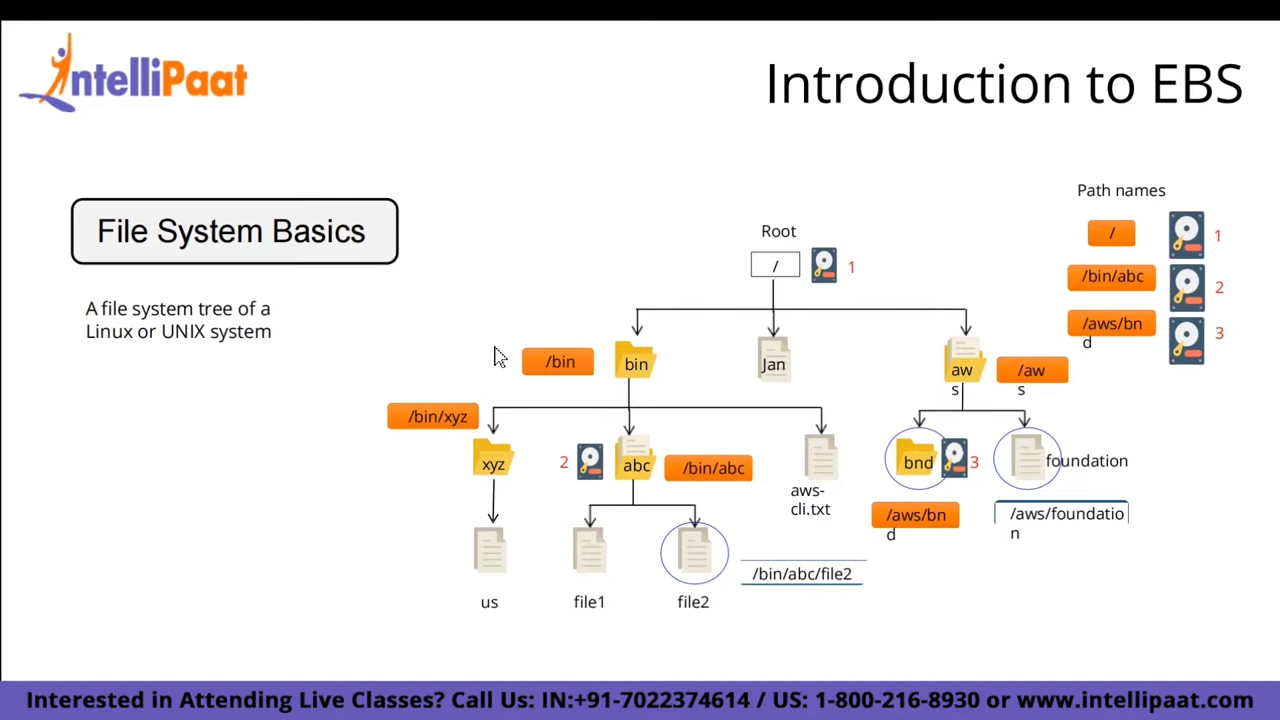 IntelliPaat
Introduction to EBS
File System Basics
A file system tree of a
Linux or UNIX system
Path names
/
1
/bin/abc
2
/aws/bn
d
3
Root
/
1
/bin
bin
Jan
aw
s
/aw
s
/bin/xyz
xyz
2
abc
/bin/abc
aws-
cli.txt
bnd
3
foundation
/aws/bn
d
/aws/foundatio
n
/bin/abc/file2
us
file1
file2
Interested in Attending Live Classes? Call Us: IN:+91-7022374614 / US: 1-800-216-8930 or www.intellipaat.com